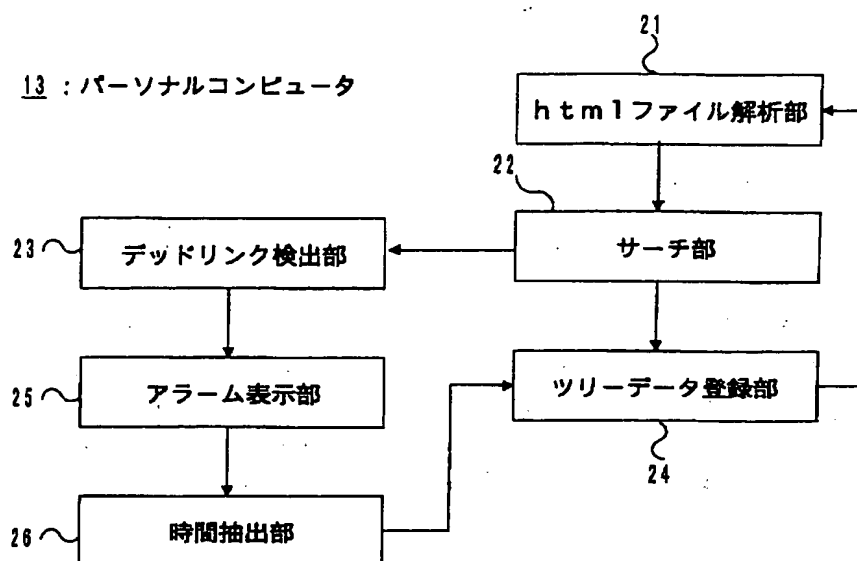 21
13 : パーソナルコンピュータ
htmlファイル解析部
22
23
デッドリンク検出部
サーチ部
25
アラーム表示部
ツリーデータ登録部
24
26
時間抽出部